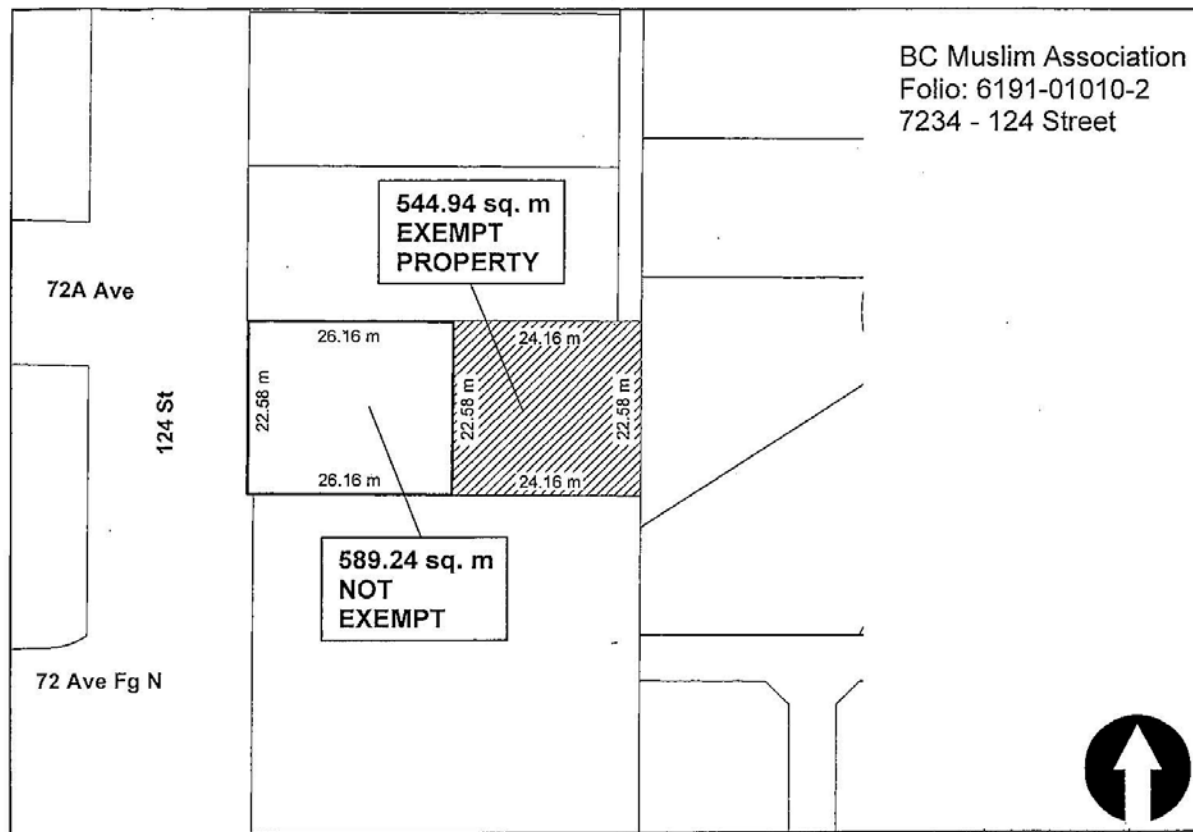 BC Muslim Association
Folio: 6191-01010-2
7234 - 124 Street
544.94 sq. m
EXEMPT
PROPERTY
72A Ave
26.16 m
24.16 m
124 St
22.58 m
22.58 m
22.58 m
26.16 m
24.16 m
589.24 sq. m
NOT
EXEMPT
72 Ave Fg N